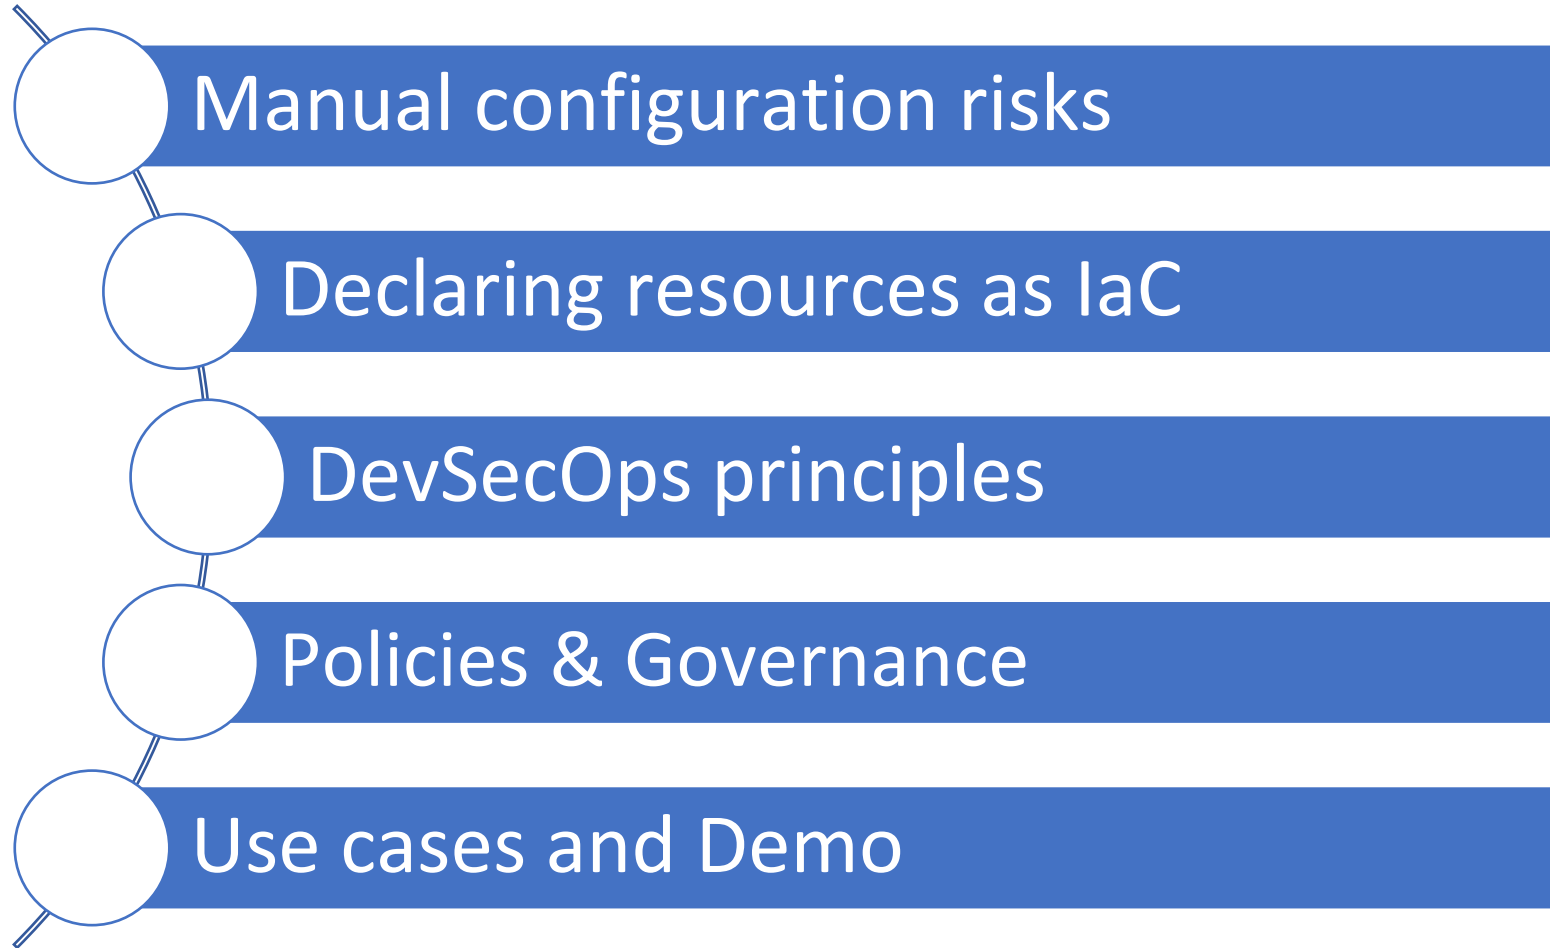 Manual configuration risks
Declaring resources as IaC
DevSecOps principles
Policies & Governance
Use cases and Demo